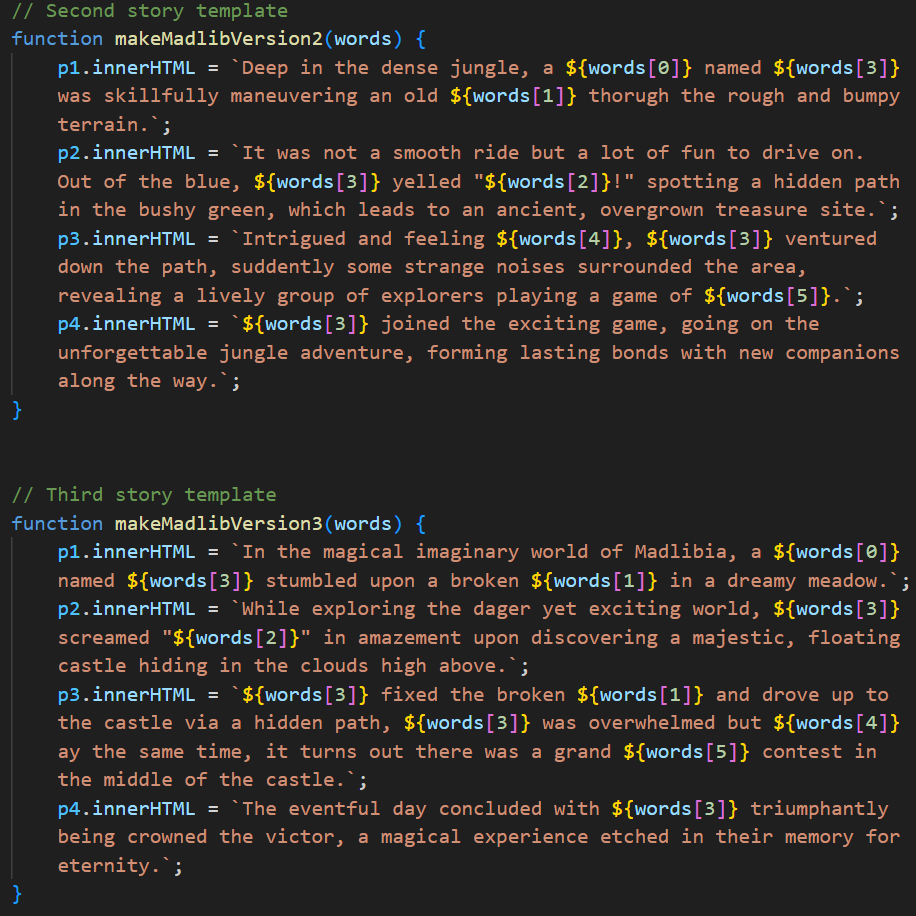 // Second story template
function makeMadlibVersion2(words) {
p1.innerHTML = `Deep in the dense jungle, a ${words[0]} named ${words[3]}
was skillfully maneuvering an old ${words[1]} thorugh the rough and bumpy
terrain.`;
p2.innerHTML = `It was not a smooth ride but a lot of fun to drive on.
Out of the blue, ${words[3]} yelled "${words[2]}!" spotting a hidden path
in the bushy green, which leads to an ancient, overgrown treasure site.`;
p3.innerHTML = `Intrigued and feeling ${words[4]}, ${words[3]} ventured
down the path, suddently some strange noises surrounded the area,
revealing a lively group of explorers playing a game of ${words[5]}.`;
p4.innerHTML = `${words[3]} joined the exciting game, going on the
unforgettable jungle adventure, forming lasting bonds with new companions
along the way.`;
}
// Third story template
function makeMadlibVersion3(words) {
p1.innerHTML = `In the magical imaginary world of Madlibia, a ${words[0]}
named ${words[3]} stumbled upon a broken ${words[1]} in a dreamy meadow.`;
p2.innerHTML = `While exploring the dager yet exciting world, ${words[3]}
screamed "${words[2]}" in amazement upon discovering a majestic, floating
castle hiding in the clouds high above.`;
p3.innerHTML = `${words[3]} fixed the broken ${words[1]} and drove up to
the castle via a hidden path, ${words[3]} was overwhelmed but ${words[4]}
ay the same time, it turns out there was a grand ${words[5]} contest in
the middle of the castle.`;
p4.innerHTML = `The eventful day concluded with ${words[3]} triumphantly
being crowned the victor, a magical experience etched in their memory for
eternity.`;
}